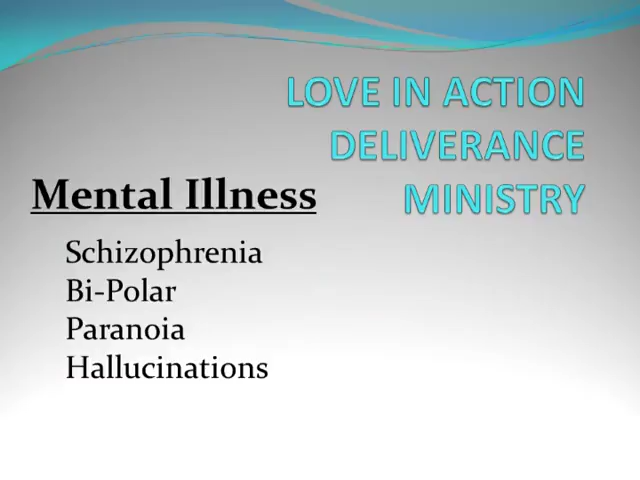 LOVE IN ACTION
DELIVERANCE
MINISTRY
Mental Illness
Schizophrenia
Bi-Polar
Paranoia
Hallucinations